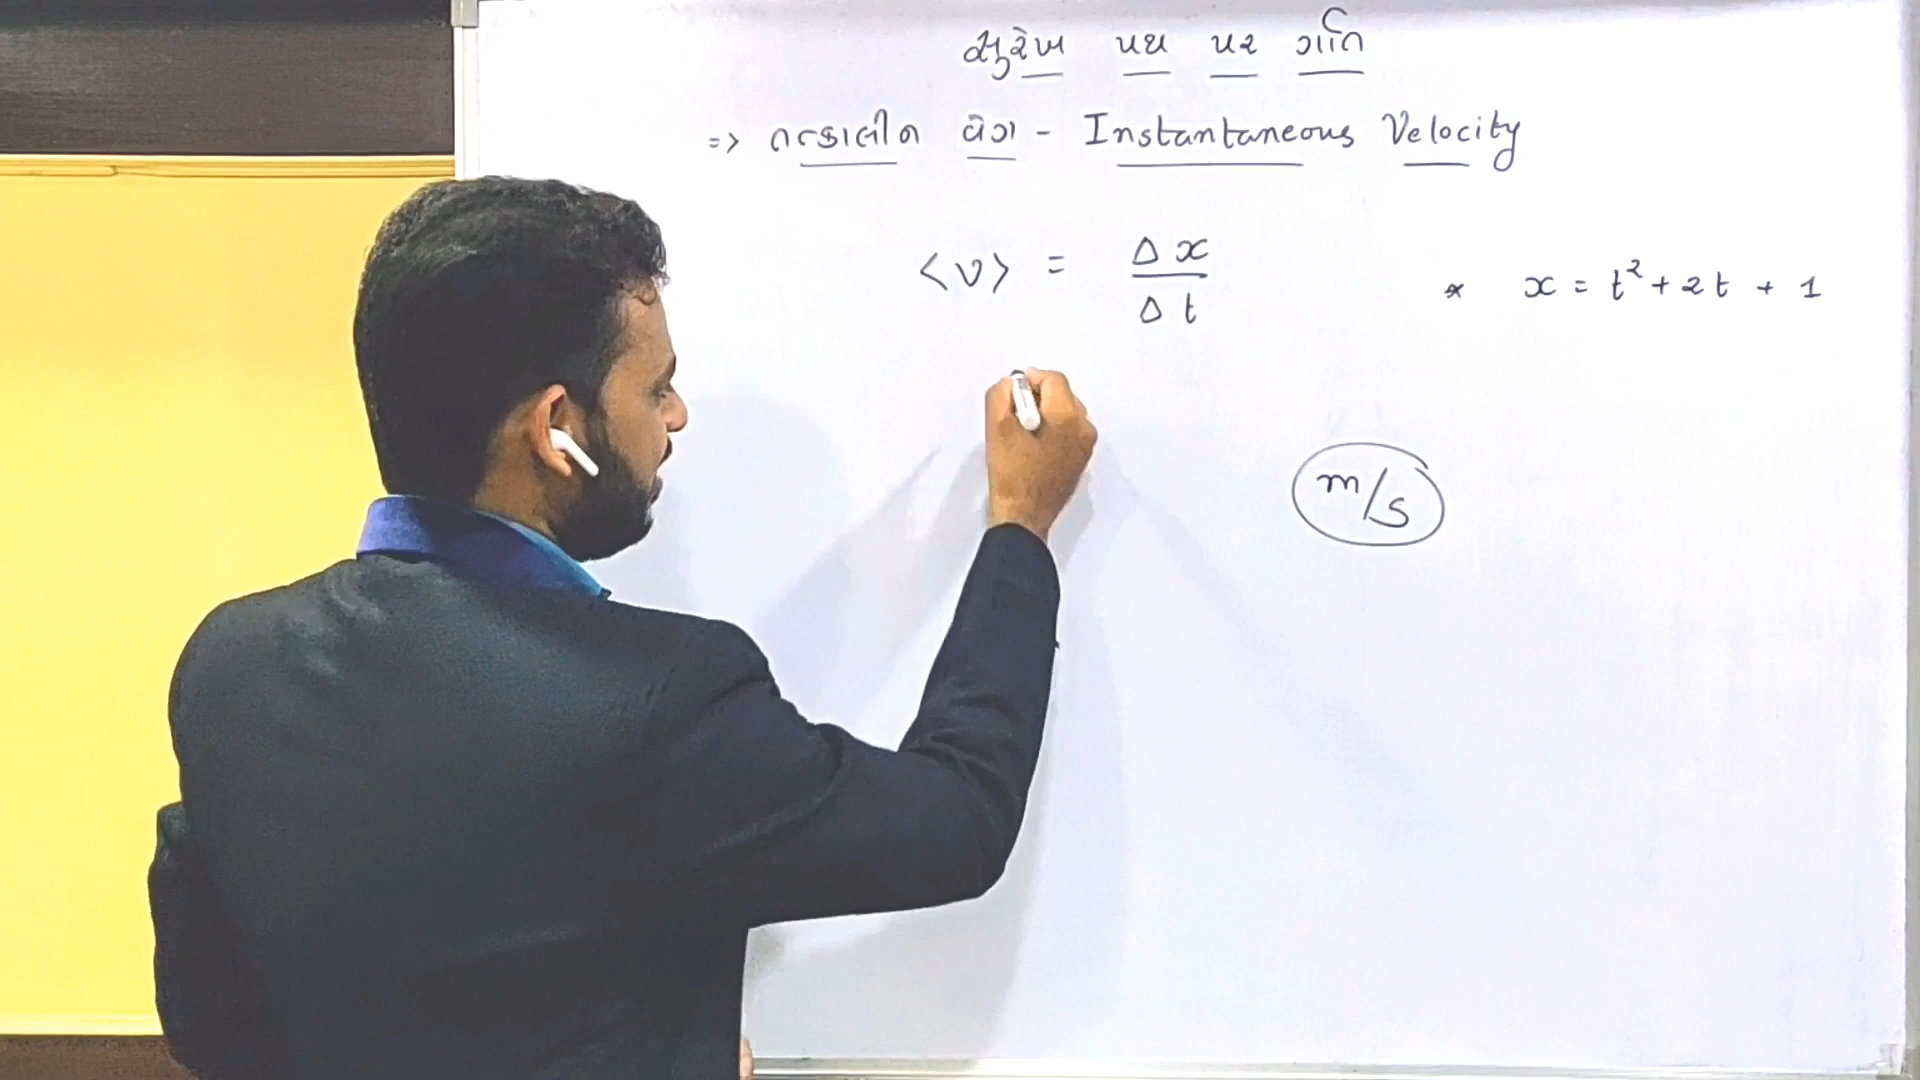 સુરેખ પથ પર ગતિ
=> તત્કાલીન વેગ - Instantaneous Velocity
<v> = Δx / Δt
* x = t² + 2t + 1
m/s